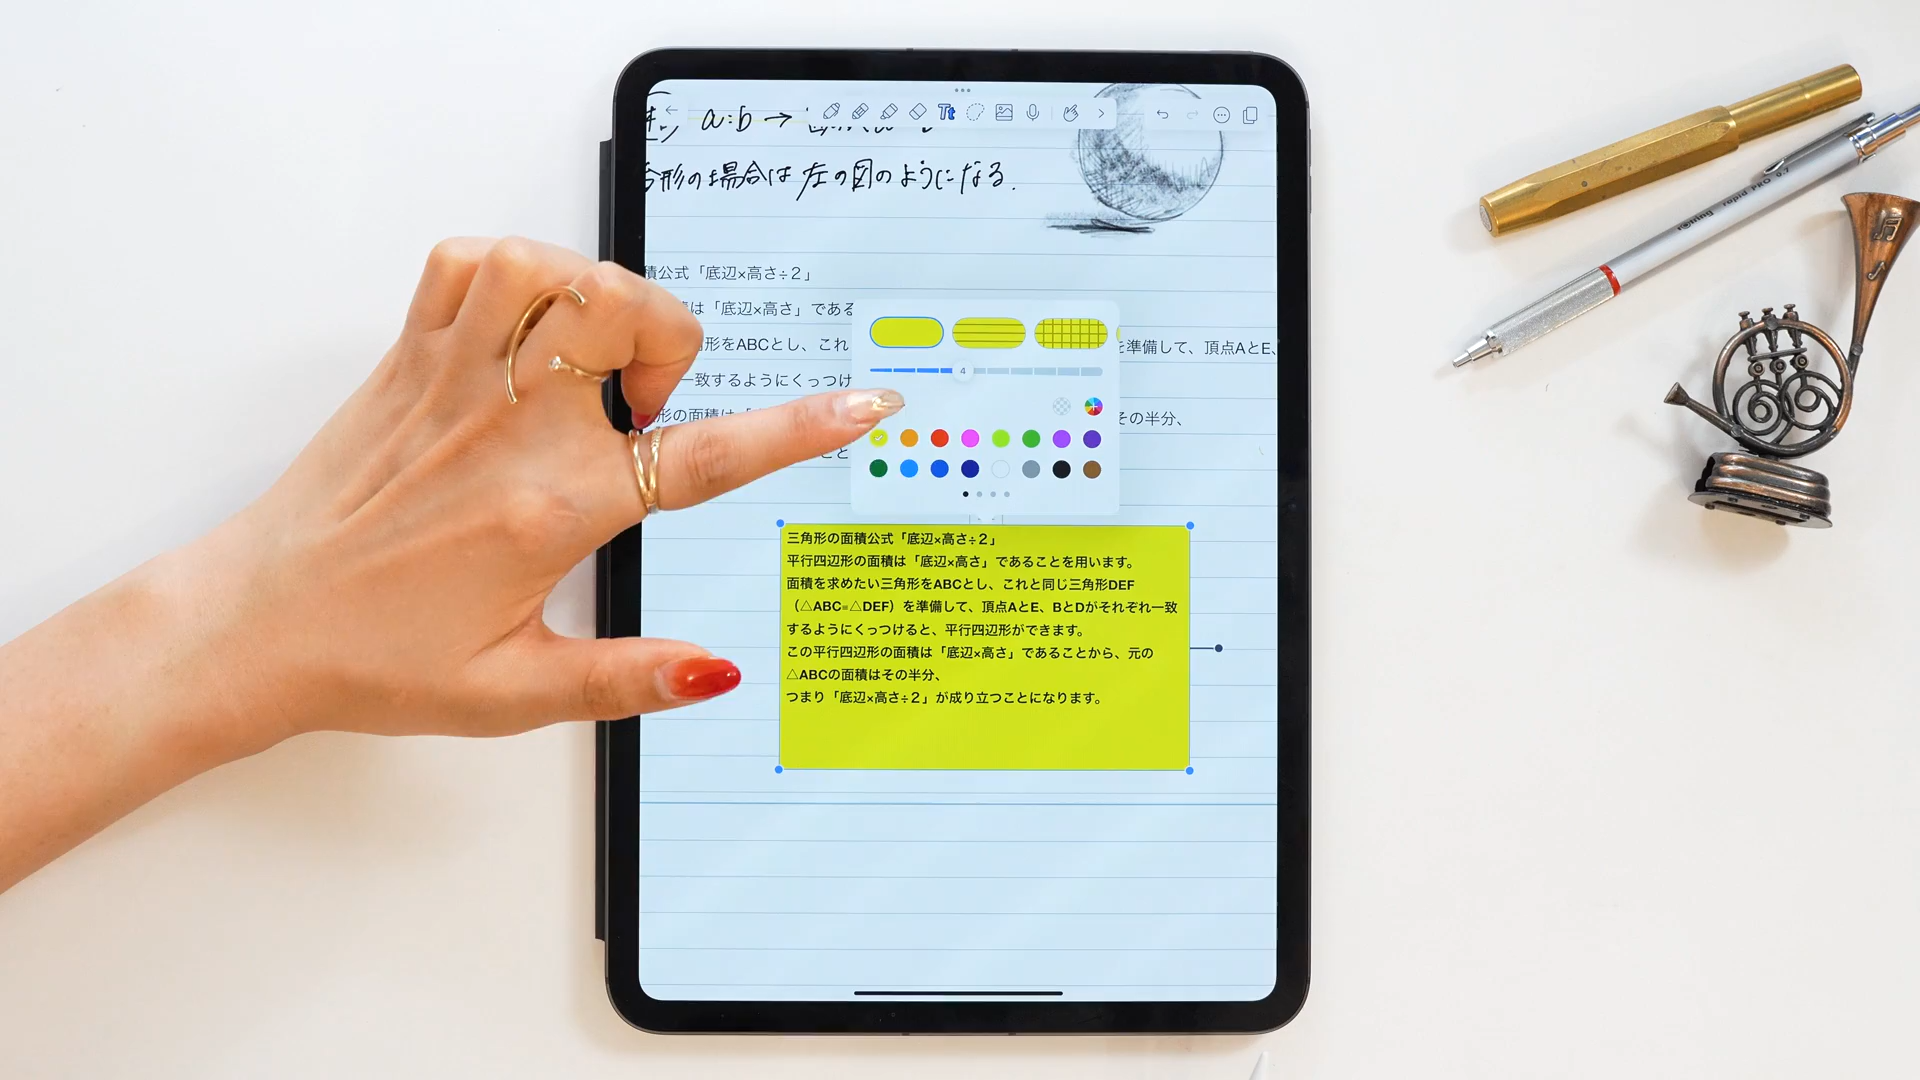 a:b →
形の場合は左の図のようになる.
積公式「底辺×高さ÷2」
は「底辺×高さ」である
形をABCとし、これ
準備して、頂点AとE、
一致するようにくっつけ
形の面積は
その半分、
こと
Tt
4
三角形の面積公式「底辺×高さ÷2」
平行四辺形の面積は「底辺×高さ」であることを用います。
面積を求めたい三角形をABCとし、これと同じ三角形DEF
（△ABC≡△DEF）を準備して、頂点AとE、BとDがそれぞれ一致
するようにくっつけると、平行四辺形ができます。
この平行四辺形の面積は「底辺×高さ」であることから、元の
△ABCの面積はその半分、
つまり「底辺×高さ÷2」が成り立つことになります。
rotring rapid PRO 0.7